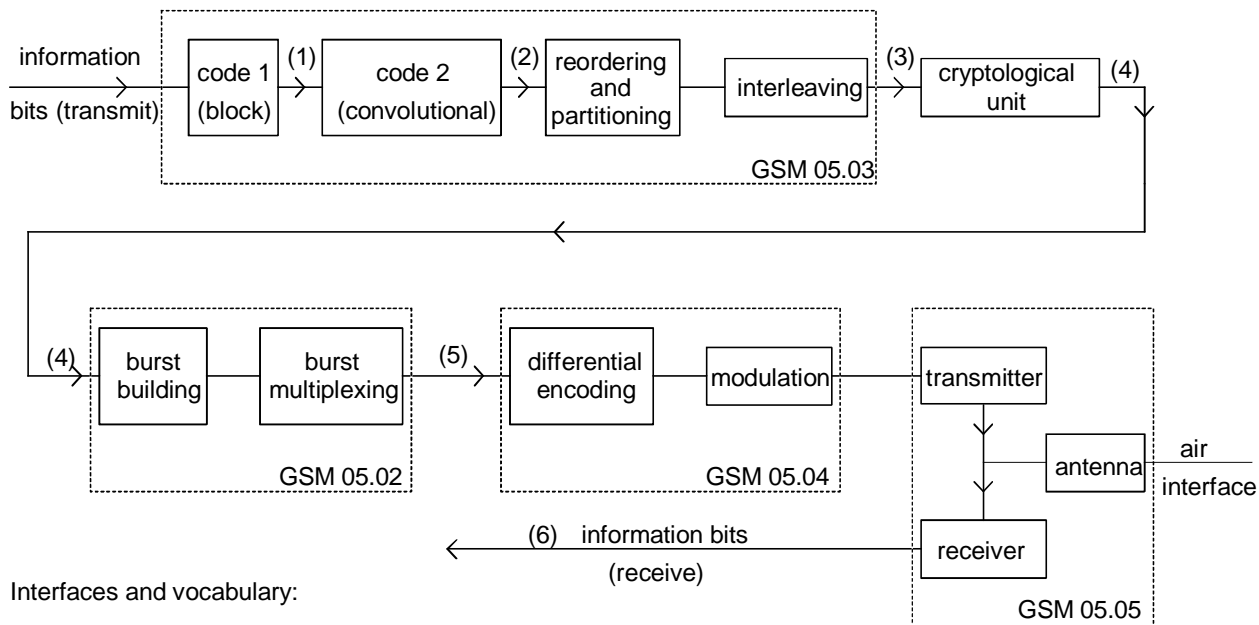 information
bits (transmit)
code 1
(block)
(1)
code 2
(convolutional)
(2)
reordering
and
partitioning
interleaving
(3)
cryptological
unit
(4)
GSM 05.03
(4)
burst
building
burst
multiplexing
(5)
differential
encoding
modulation
transmitter
antenna
air
interface
GSM 05.02
GSM 05.04
(6) information bits
(receive)
receiver
GSM 05.05
Interfaces and vocabulary: